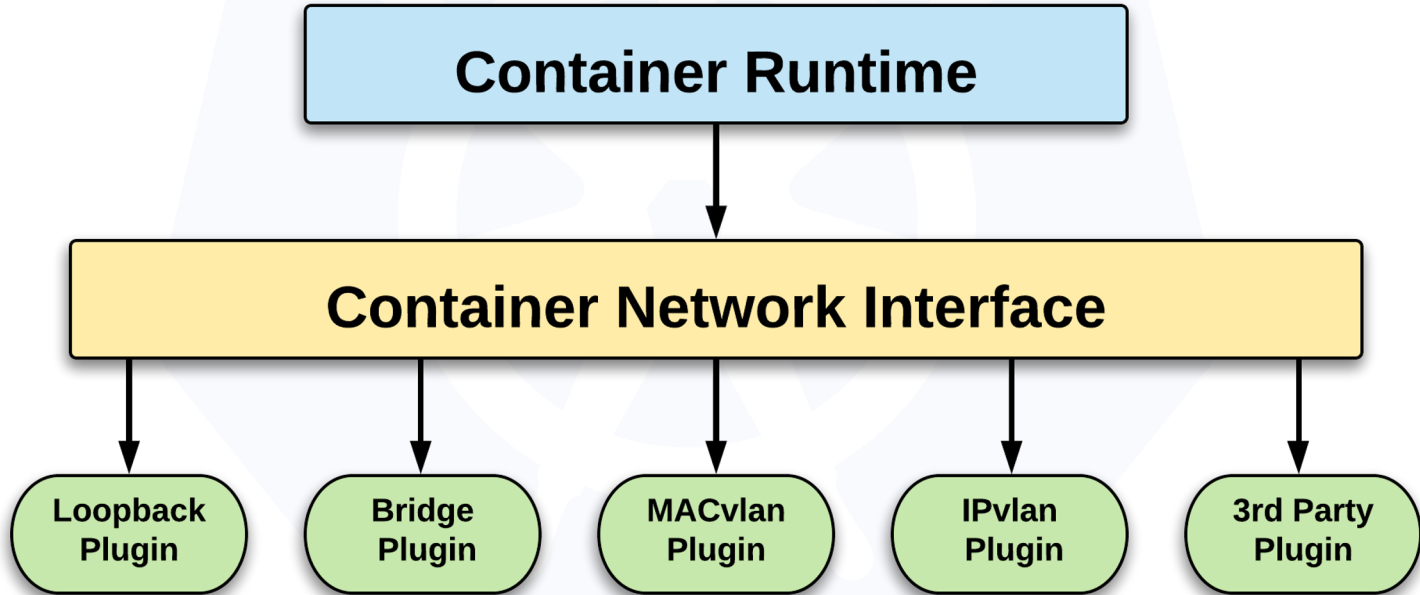 Container Runtime
Container Network Interface
Loopback
Plugin
Bridge
Plugin
MACvlan
Plugin
IPvlan
Plugin
3rd Party
Plugin